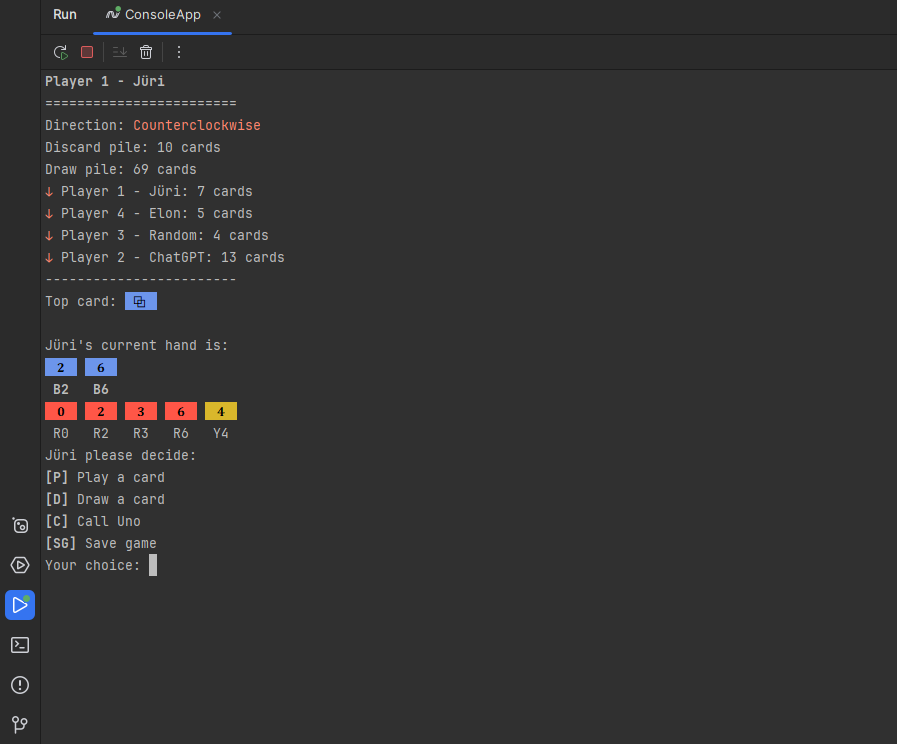 Run ConsoleApp
Player 1 - Jüri
========================
Direction: Counterclockwise
Discard pile: 10 cards
Draw pile: 69 cards
↓ Player 1 - Jüri: 7 cards
↓ Player 4 - Elon: 5 cards
↓ Player 3 - Random: 4 cards
↓ Player 2 - ChatGPT: 13 cards
------------------------
Top card:
Jüri's current hand is:
2 6
B2 B6
0 2 3 6 4
R0 R2 R3 R6 Y4
Jüri please decide:
[P] Play a card
[D] Draw a card
[C] Call Uno
[SG] Save game
Your choice: